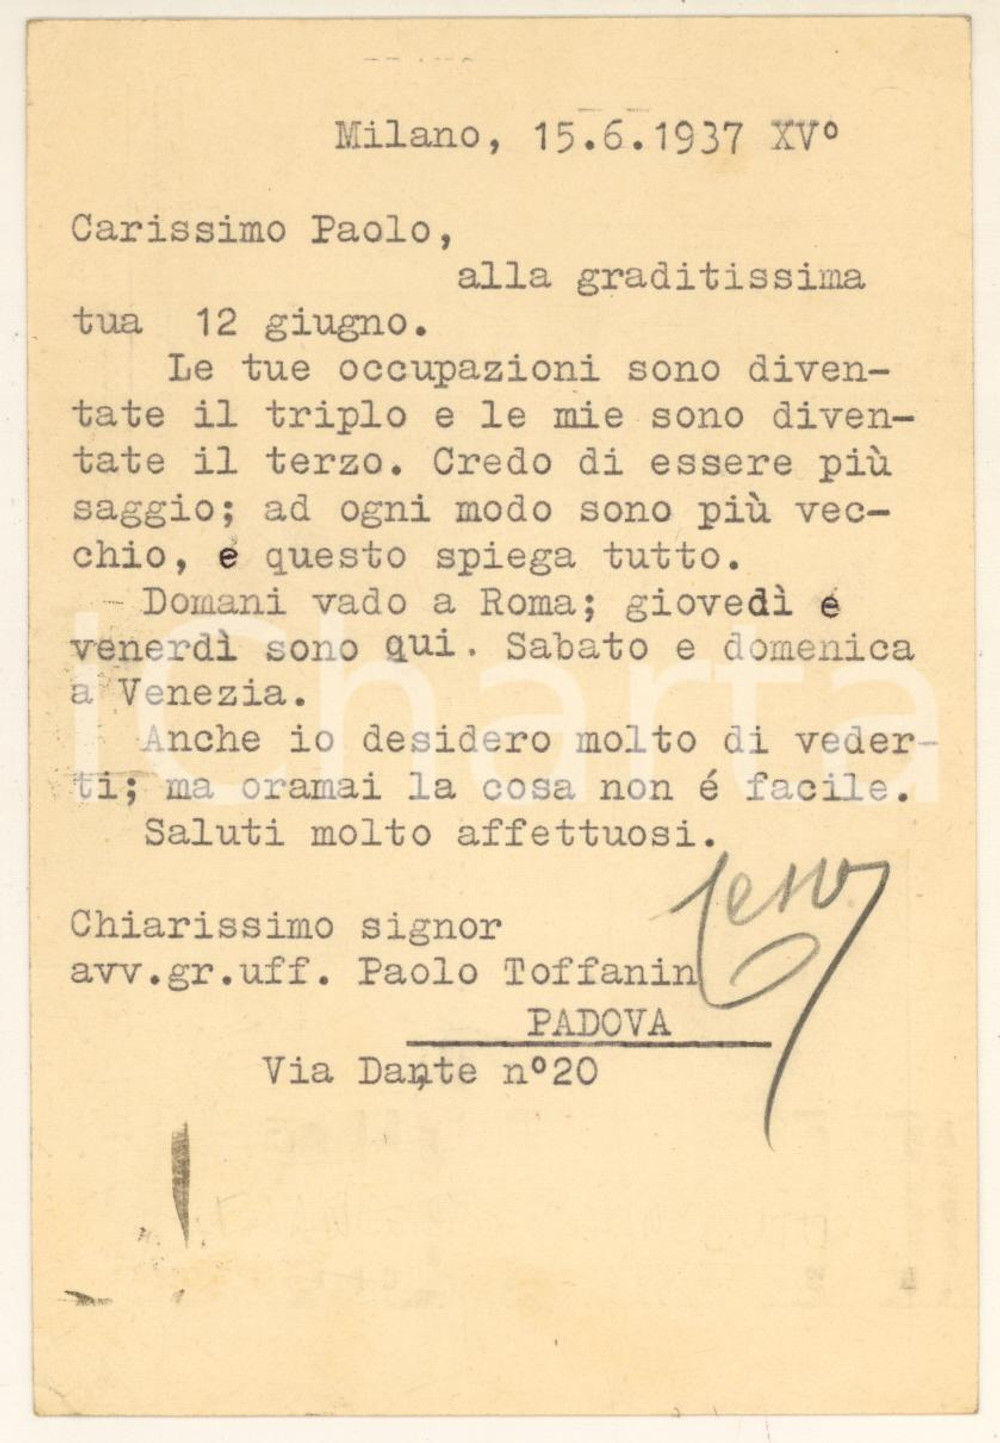 Milano, 15.6.1937 XVº
Carissimo Paolo,
alla graditissima
tua 12 giugno.
Le tue occupazioni sono diven-
tate il triplo e le mie sono diven-
tate il terzo. Credo di essere più
saggio; ad ogni modo sono più vec-
chio, e questo spiega tutto.
Domani vado a Roma; giovedì e
venerdì sono qui. Sabato e domenica
a Venezia.
Anche io desidero molto di veder-
ti; ma oramai la cosa non é facile.
Saluti molto affettuosi.
Chiarissimo signor
avv.gr.uff. Paolo Toffanin
PADOVA
Via Dante nº20
iCharta